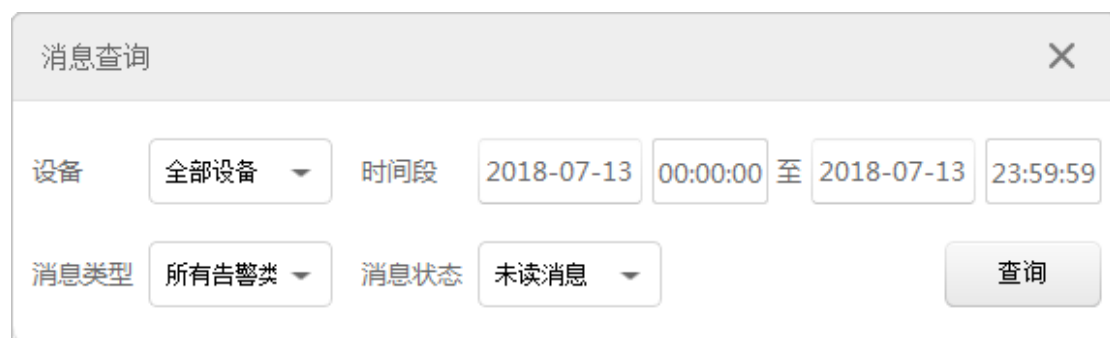 消息查询
设备 全部设备 时间段 2018-07-13 00:00:00 至 2018-07-13 23:59:59
消息类型 所有告警类 消息状态 未读消息 查询